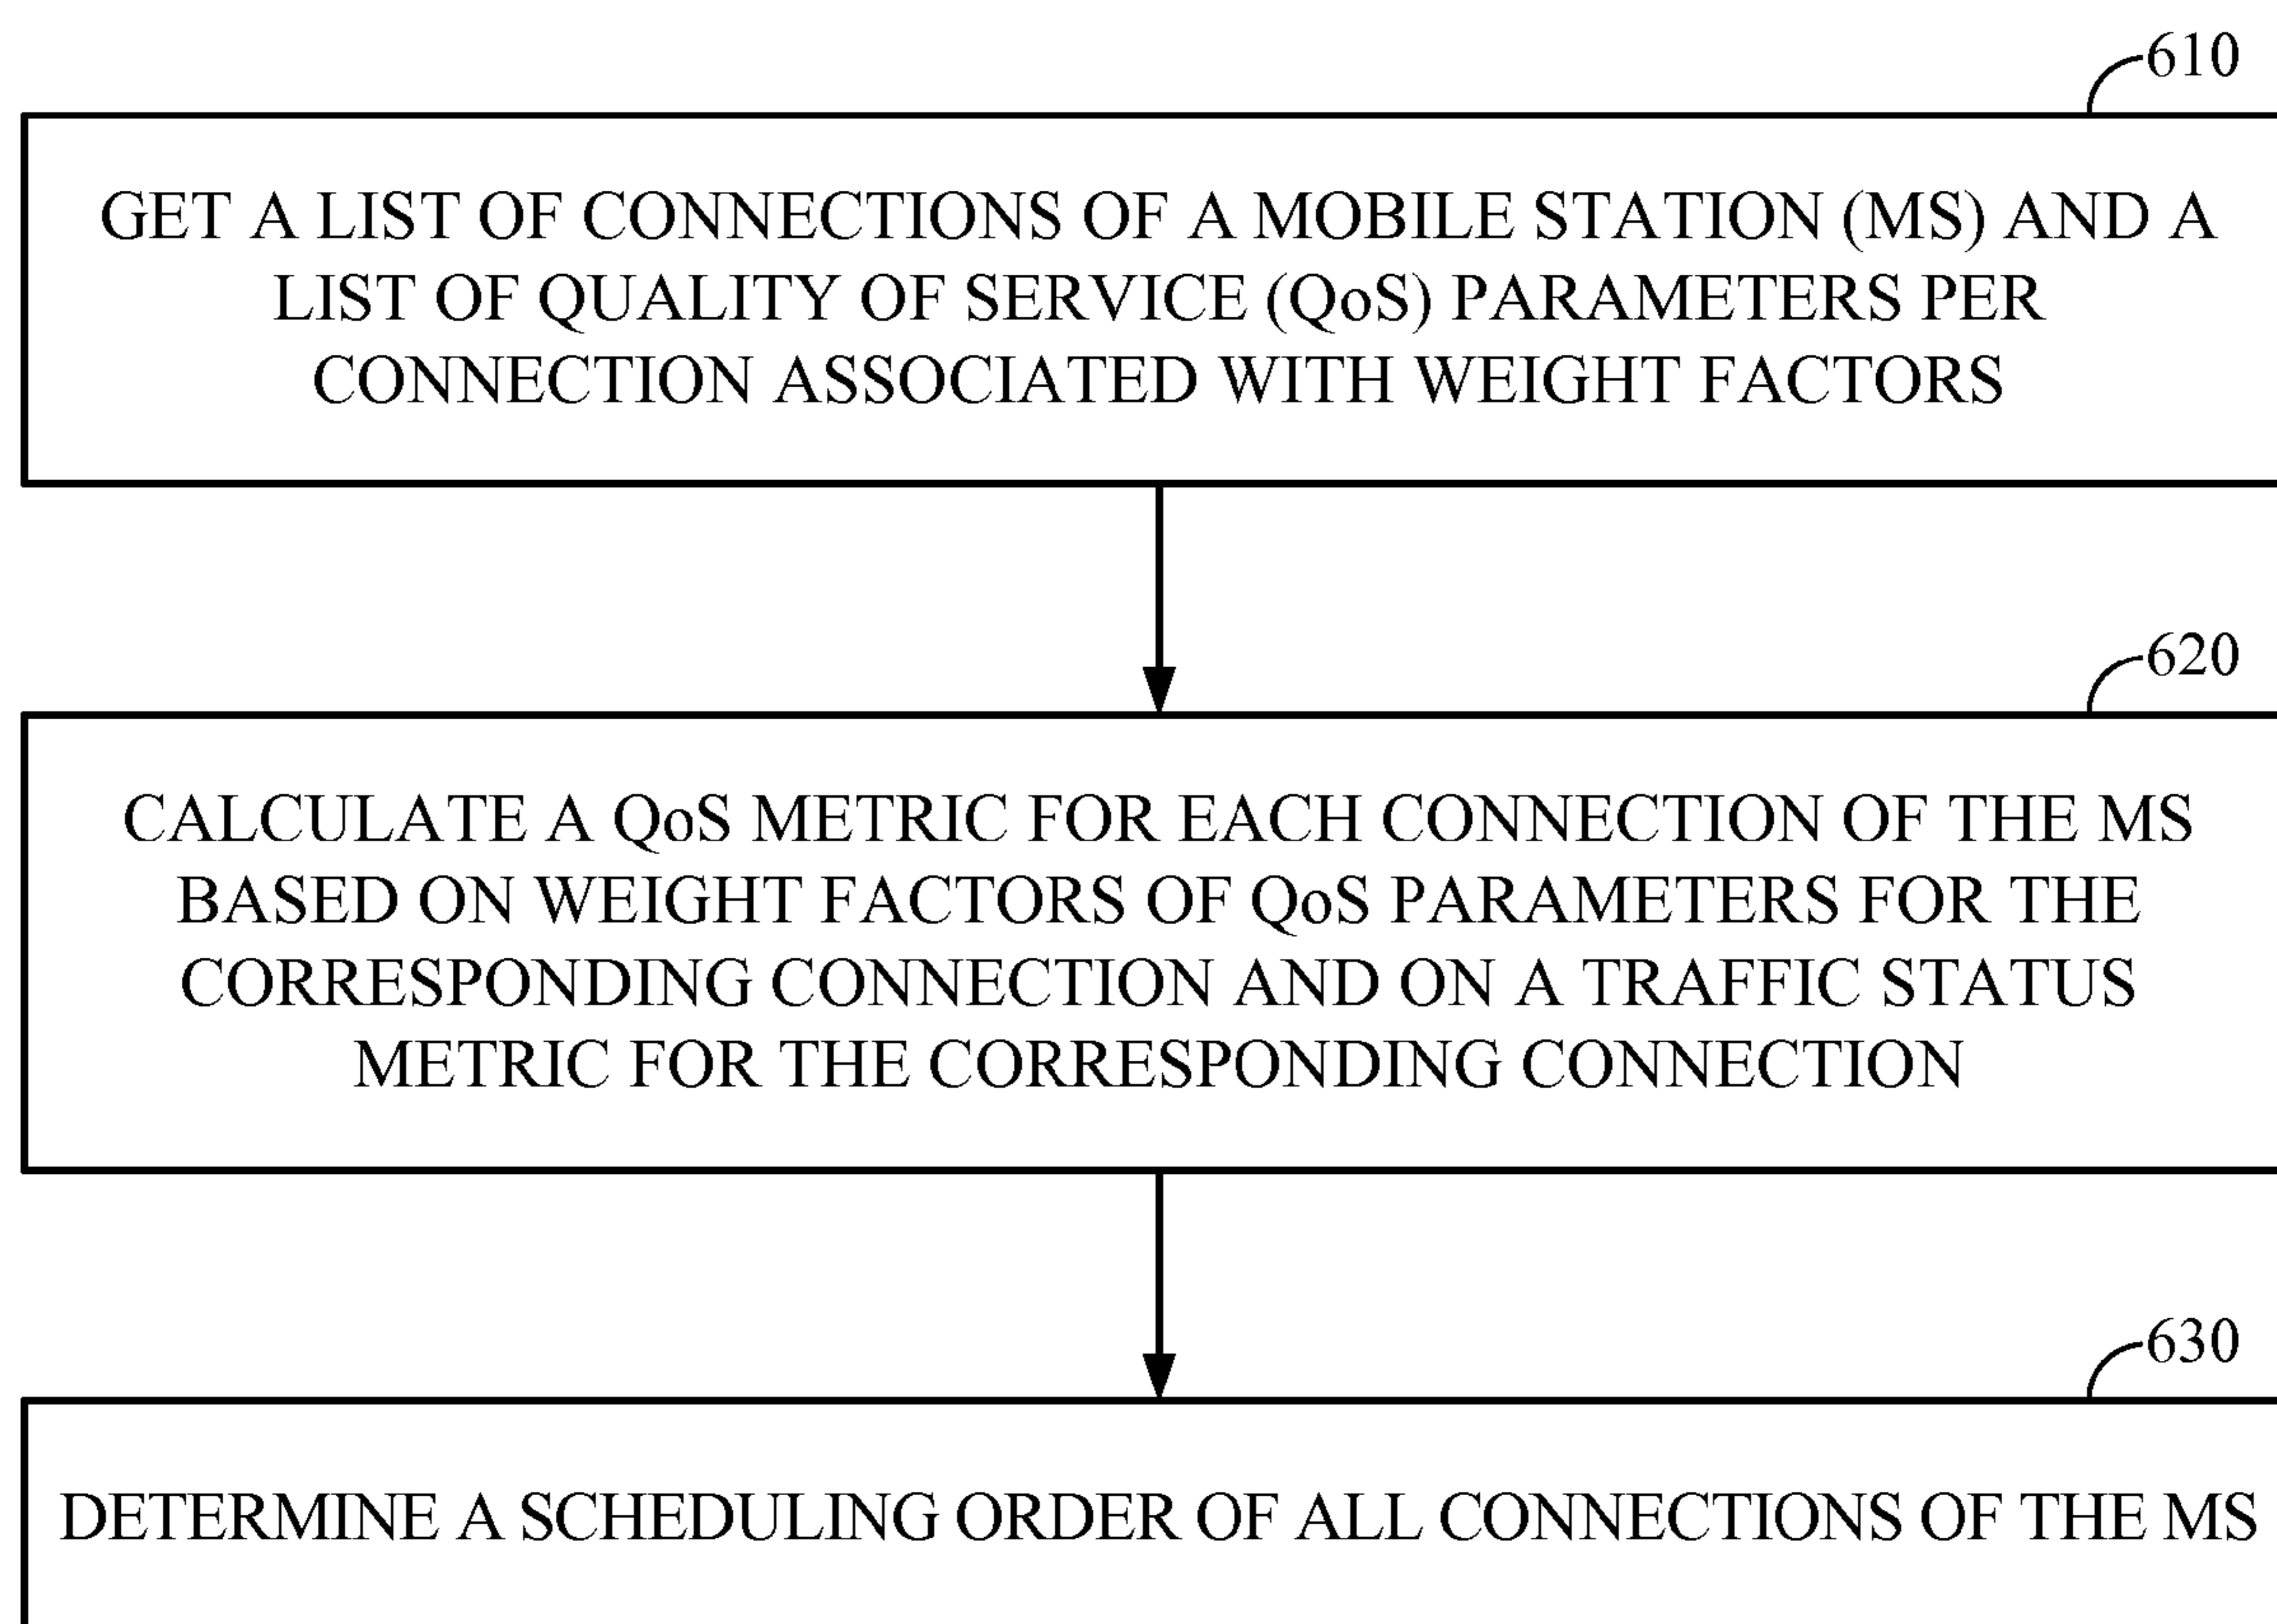 610
GET A LIST OF CONNECTIONS OF A MOBILE STATION (MS) AND A
LIST OF QUALITY OF SERVICE (QoS) PARAMETERS PER
CONNECTION ASSOCIATED WITH WEIGHT FACTORS
620
CALCULATE A QoS METRIC FOR EACH CONNECTION OF THE MS
BASED ON WEIGHT FACTORS OF QoS PARAMETERS FOR THE
CORRESPONDING CONNECTION AND ON A TRAFFIC STATUS
METRIC FOR THE CORRESPONDING CONNECTION
630
DETERMINE A SCHEDULING ORDER OF ALL CONNECTIONS OF THE MS